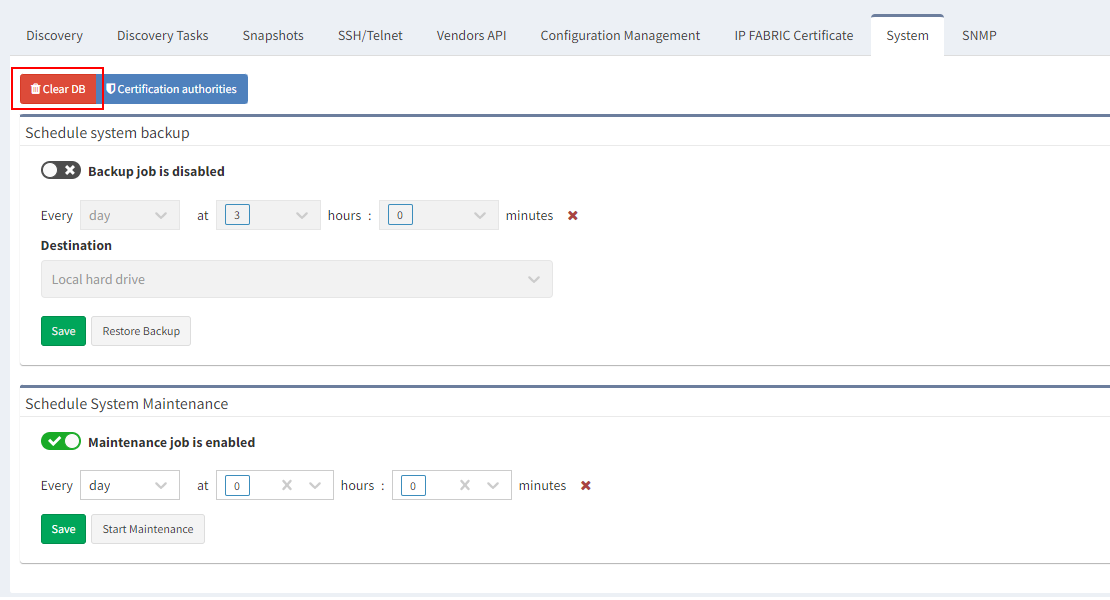 Discovery Discovery Tasks Snapshots SSH/Telnet Vendors API Configuration Management IP FABRIC Certificate System SNMP
Clear DB Certification authorities
Schedule system backup
Backup job is disabled
Every day at 3 hours : 0 minutes
Destination
Local hard drive
Save Restore Backup
Schedule System Maintenance
Maintenance job is enabled
Every day at 0 hours : 0 minutes
Save Start Maintenance